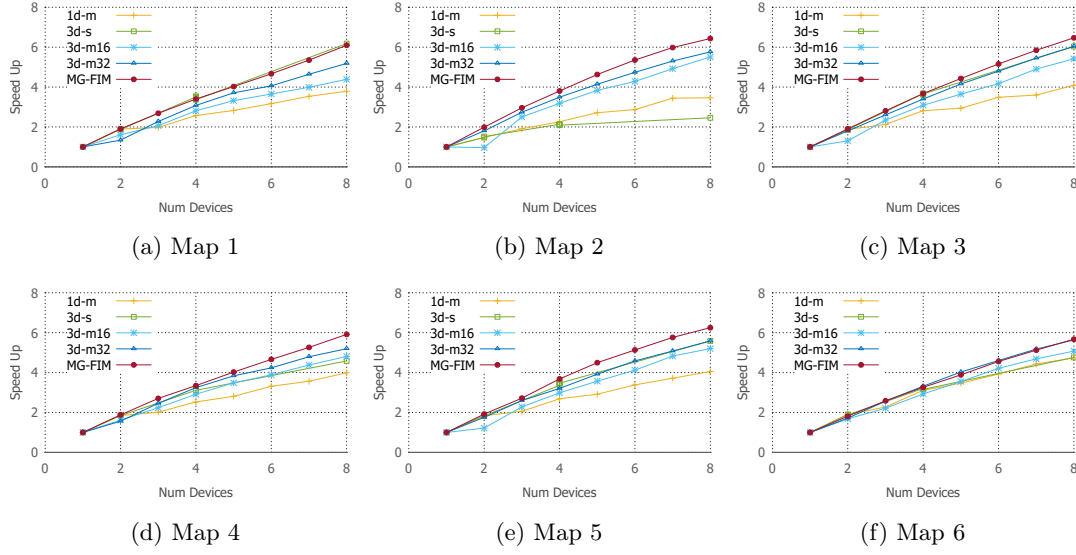 8
6
4
2
0
Speed Up
1d-m
3d-s
3d-m16
3d-m32
MG-FIM
0 2 4 6 8
Num Devices
(a) Map 1
8
6
4
2
0
Speed Up
1d-m
3d-s
3d-m16
3d-m32
MG-FIM
0 2 4 6 8
Num Devices
(b) Map 2
8
6
4
2
0
Speed Up
1d-m
3d-s
3d-m16
3d-m32
MG-FIM
0 2 4 6 8
Num Devices
(c) Map 3
8
6
4
2
0
Speed Up
1d-m
3d-s
3d-m16
3d-m32
MG-FIM
0 2 4 6 8
Num Devices
(d) Map 4
8
6
4
2
0
Speed Up
1d-m
3d-s
3d-m16
3d-m32
MG-FIM
0 2 4 6 8
Num Devices
(e) Map 5
8
6
4
2
0
Speed Up
1d-m
3d-s
3d-m16
3d-m32
MG-FIM
0 2 4 6 8
Num Devices
(f) Map 6